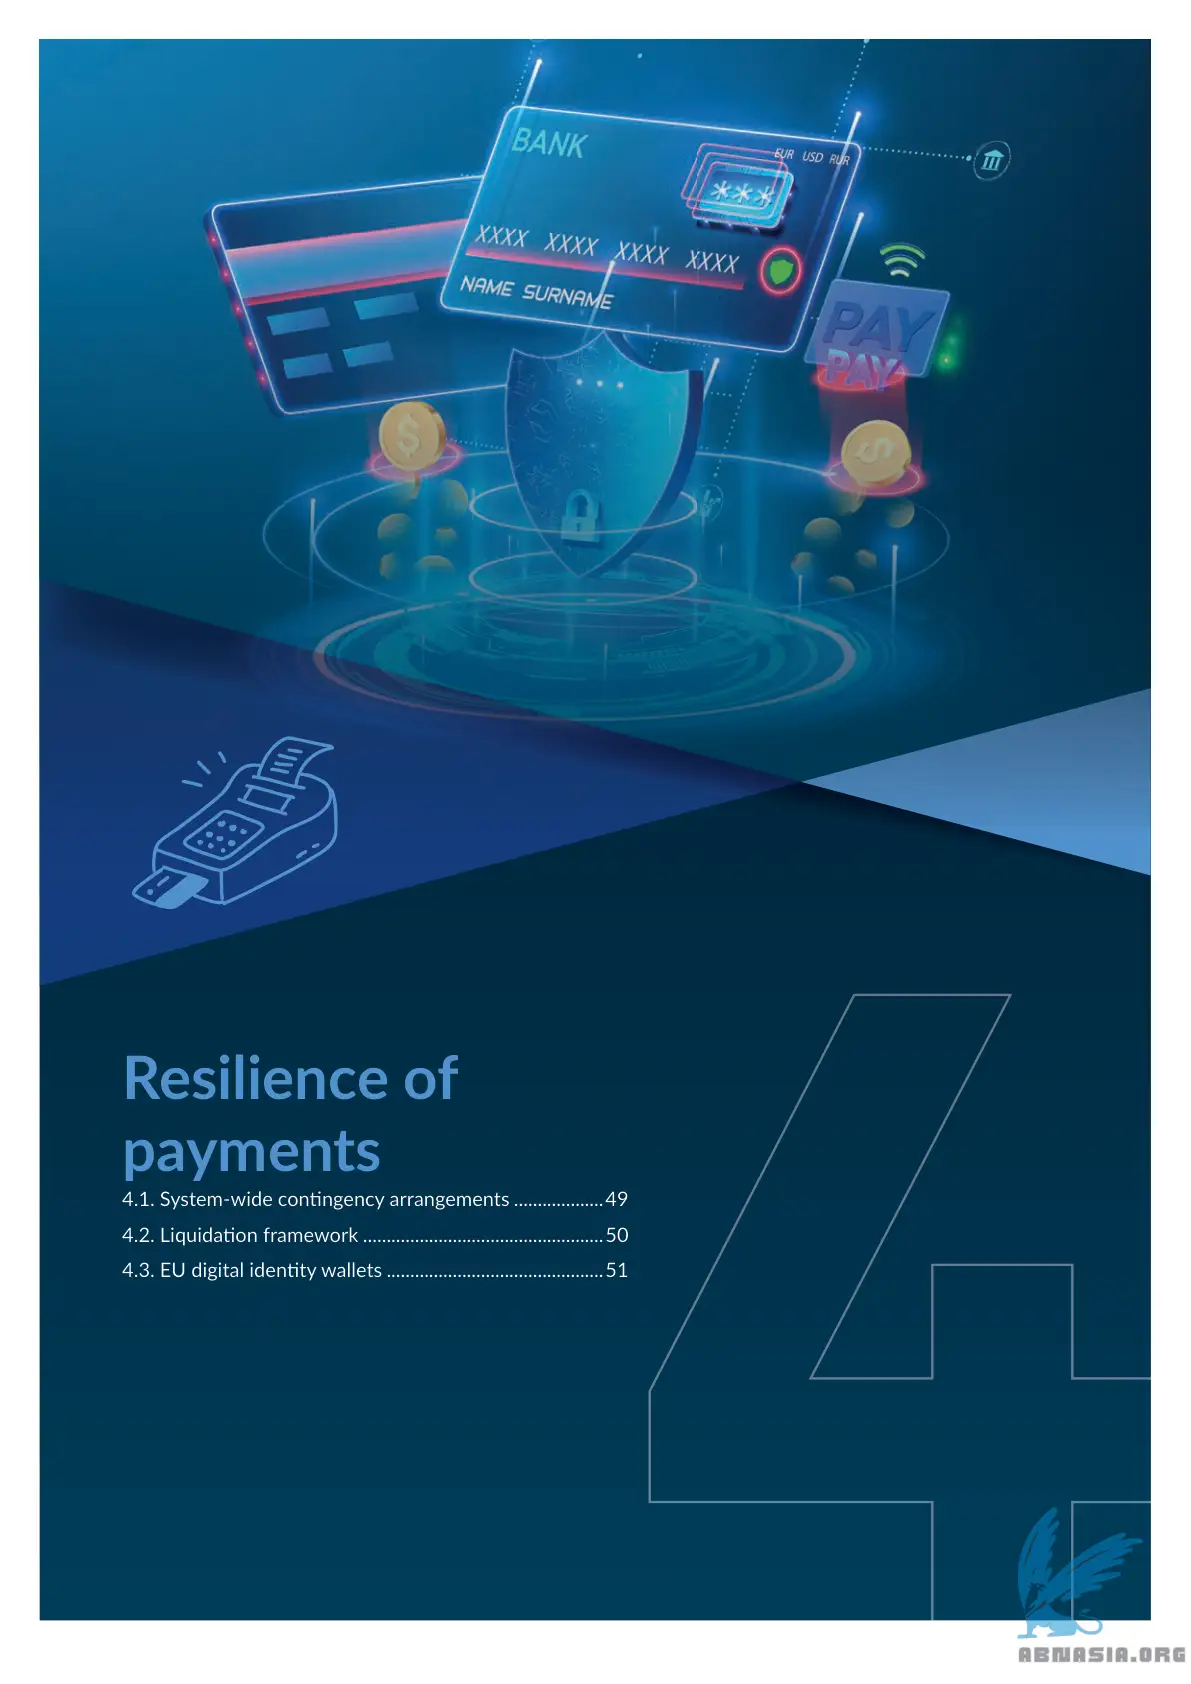 BANK
EUR USD RUR
***
XXXX XXXX XXXX XXXX
NAME SURNAME
PAY
PAY
$
$
Resilience of
payments
4.1. System-wide contingency arrangements ................... 49
4.2. Liquidation framework ................................................... 50
4.3. EU digital identity wallets .............................................. 51
4
ABNASIA.ORG